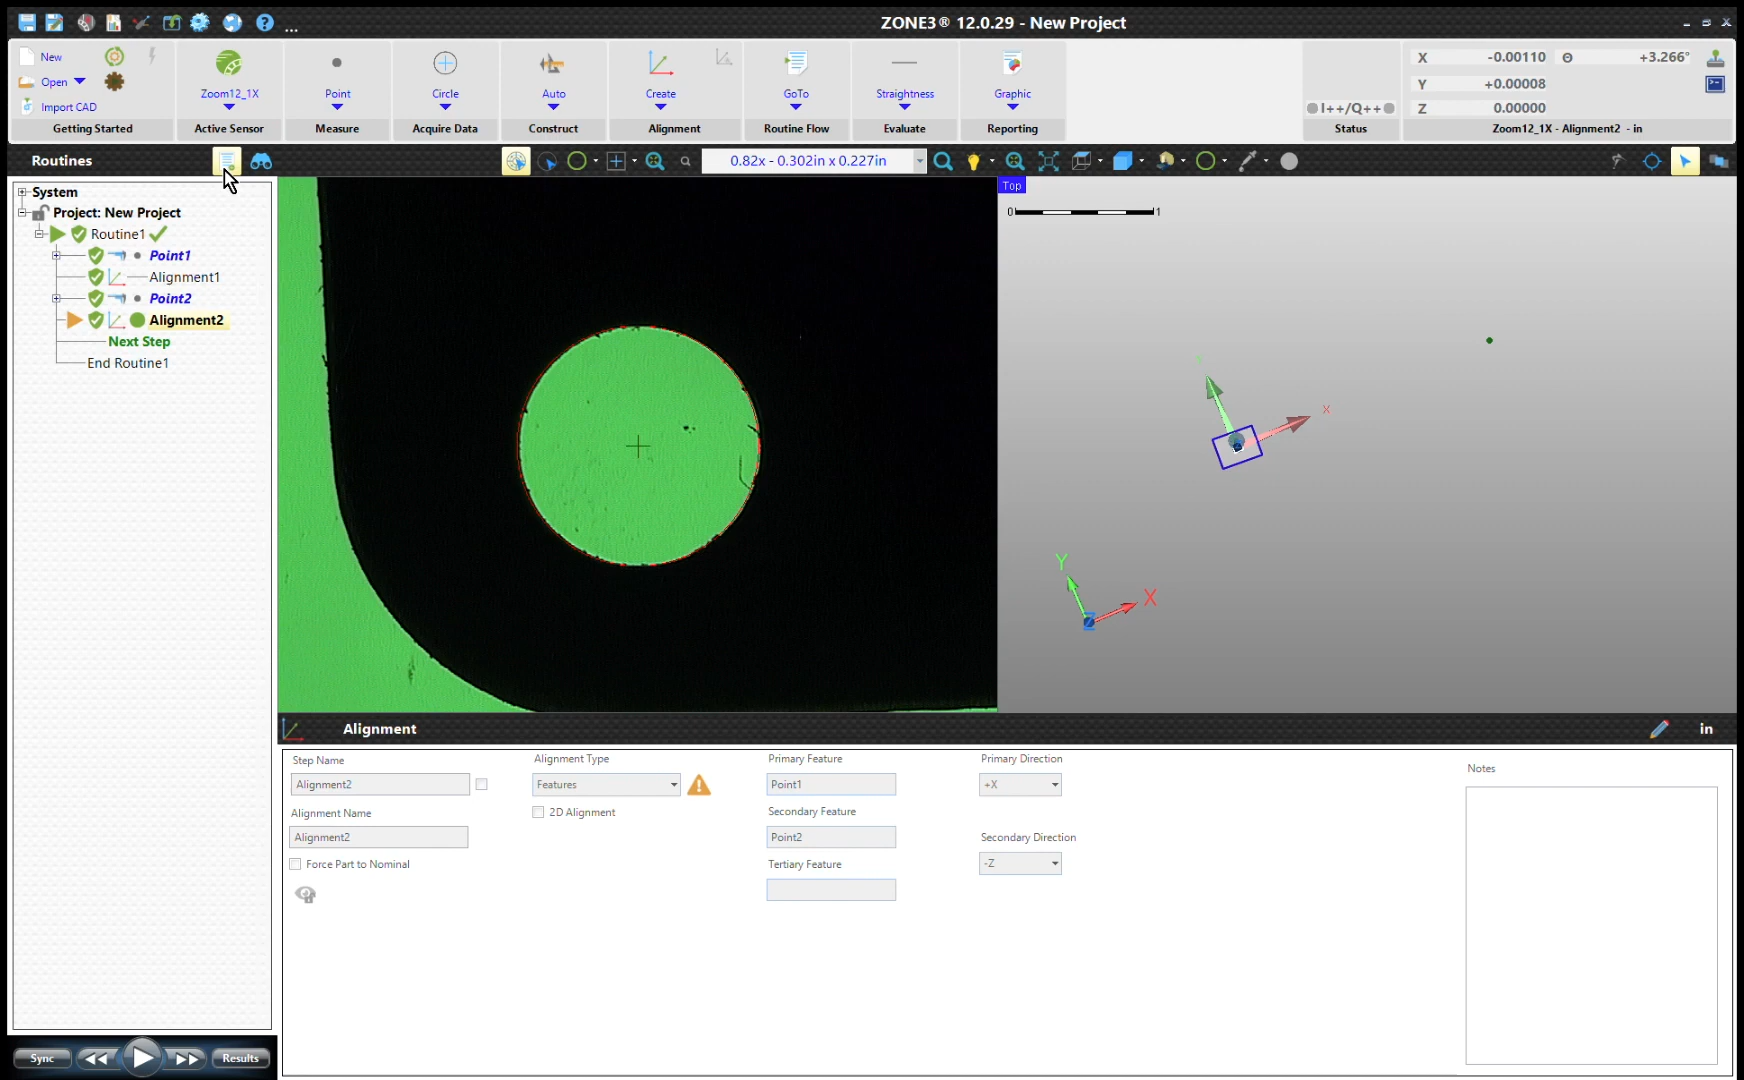 ...
ZONE3® 12.0.29 - New Project
New
Open
Import CAD
Getting Started
Zoom12_1X
Active Sensor
Point
Measure
Circle
Acquire Data
Auto
Construct
Create
Alignment
GoTo
Routine Flow
Straightness
Evaluate
Graphic
Reporting
I++/Q++
Status
X -0.00110 Θ +3.266°
Y +0.00008
Z 0.00000
Zoom12_1X - Alignment2 - in
Routines
0.82x - 0.302in x 0.227in
System
Project: New Project
Routine1
Point1
Alignment1
Point2
Alignment2
Next Step
End Routine1
Top
0 1
X
Y
X
Z
Alignment
in
Step Name
Alignment2
Alignment Name
Alignment2
Force Part to Nominal
Alignment Type
Features
2D Alignment
Primary Feature
Point1
Secondary Feature
Point2
Tertiary Feature
Primary Direction
+X
Secondary Direction
-Z
Notes
Sync
Results